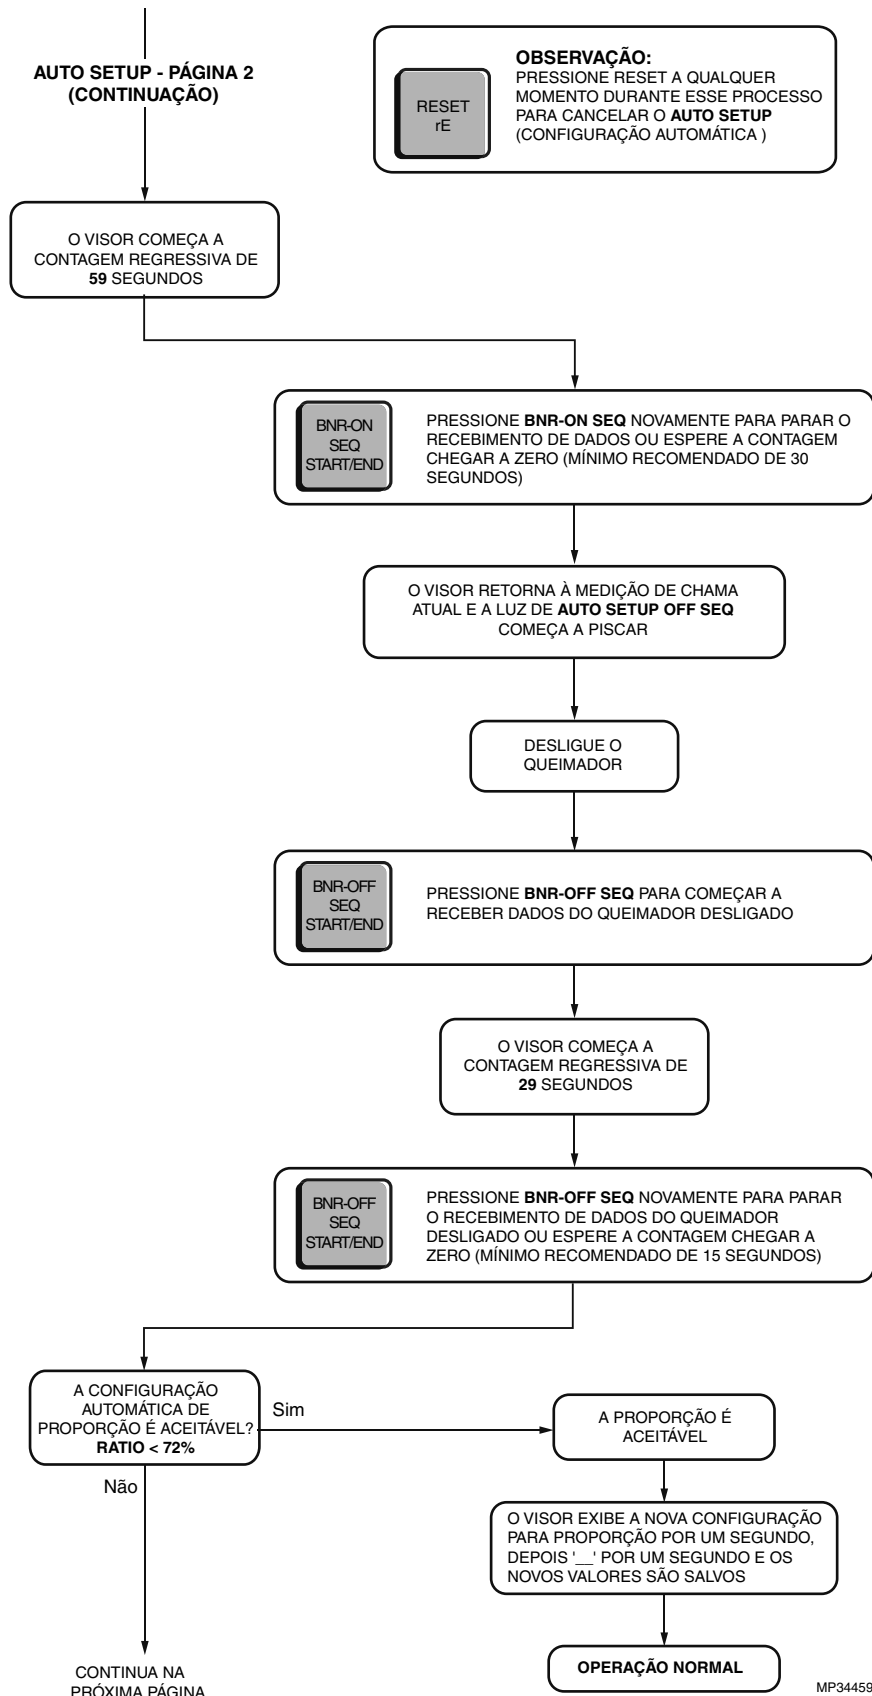 AUTO SETUP - PÁGINA 2
(CONTINUAÇÃO)
RESET
rE
OBSERVAÇÃO:
PRESSIONE RESET A QUALQUER
MOMENTO DURANTE ESSE PROCESSO
PARA CANCELAR O AUTO SETUP
(CONFIGURAÇÃO AUTOMÁTICA )
O VISOR COMEÇA A
CONTAGEM REGRESSIVA DE
59 SEGUNDOS
BNR-ON
SEQ
START/END
PRESSIONE BNR-ON SEQ NOVAMENTE PARA PARAR O
RECEBIMENTO DE DADOS OU ESPERE A CONTAGEM
CHEGAR A ZERO (MÍNIMO RECOMENDADO DE 30
SEGUNDOS)
O VISOR RETORNA À MEDIÇÃO DE CHAMA
ATUAL E A LUZ DE AUTO SETUP OFF SEQ
COMEÇA A PISCAR
DESLIGUE O
QUEIMADOR
BNR-OFF
SEQ
START/END
PRESSIONE BNR-OFF SEQ PARA COMEÇAR A
RECEBER DADOS DO QUEIMADOR DESLIGADO
O VISOR COMEÇA A
CONTAGEM REGRESSIVA DE
29 SEGUNDOS
BNR-OFF
SEQ
START/END
PRESSIONE BNR-OFF SEQ NOVAMENTE PARA PARAR
O RECEBIMENTO DE DADOS DO QUEIMADOR
DESLIGADO OU ESPERE A CONTAGEM CHEGAR A
ZERO (MÍNIMO RECOMENDADO DE 15 SEGUNDOS)
A CONFIGURAÇÃO
AUTOMÁTICA DE
PROPORÇÃO É ACEITÁVEL?
RATIO < 72%
Sim
A PROPORÇÃO É
ACEITÁVEL
Não
O VISOR EXIBE A NOVA CONFIGURAÇÃO
PARA PROPORÇÃO POR UM SEGUNDO,
DEPOIS '__' POR UM SEGUNDO E OS
NOVOS VALORES SÃO SALVOS
CONTINUA NA
PRÓXIMA PÁGINA
OPERAÇÃO NORMAL
MP34459